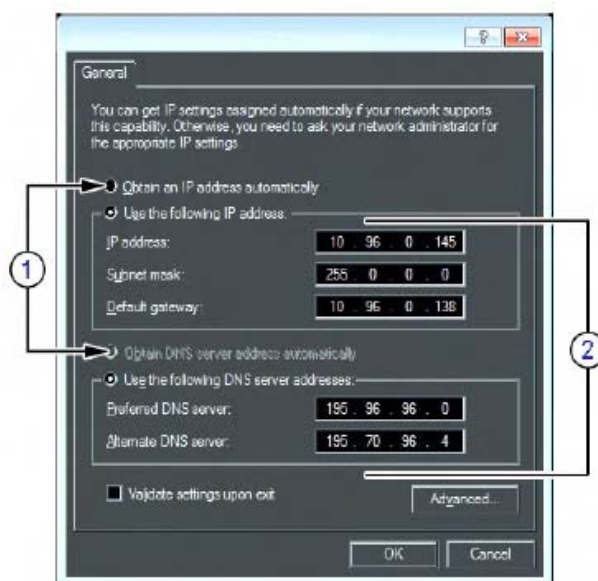 General
You can get IP settings assigned automatically if your network supports
this capability. Otherwise, you need to ask your network administrator for
the appropriate IP settings.
Obtain an IP address automatically
Use the following IP address:
IP address: 10 . 96 . 0 . 145
Subnet mask: 255 . 0 . 0 . 0
Default gateway: 10 . 96 . 0 . 138
1
2
Obtain DNS server address automatically
Use the following DNS server addresses:
Preferred DNS server: 195 . 96 . 96 . 0
Alternate DNS server: 195 . 70 . 96 . 4
Validate settings upon exit
Advanced...
OK Cancel